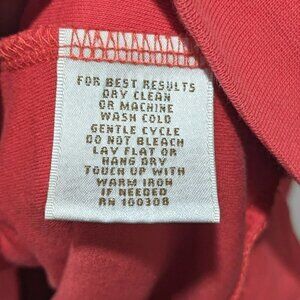 FOR BEST RESULTS
DRY CLEAN
OR MACHINE
WASH COLD
GENTLE CYCLE
DO NOT BLEACH
LAY FLAT OR
HANG DRY
TOUCH UP WITH
WARM IRON
IF NEEDED
RN 100308